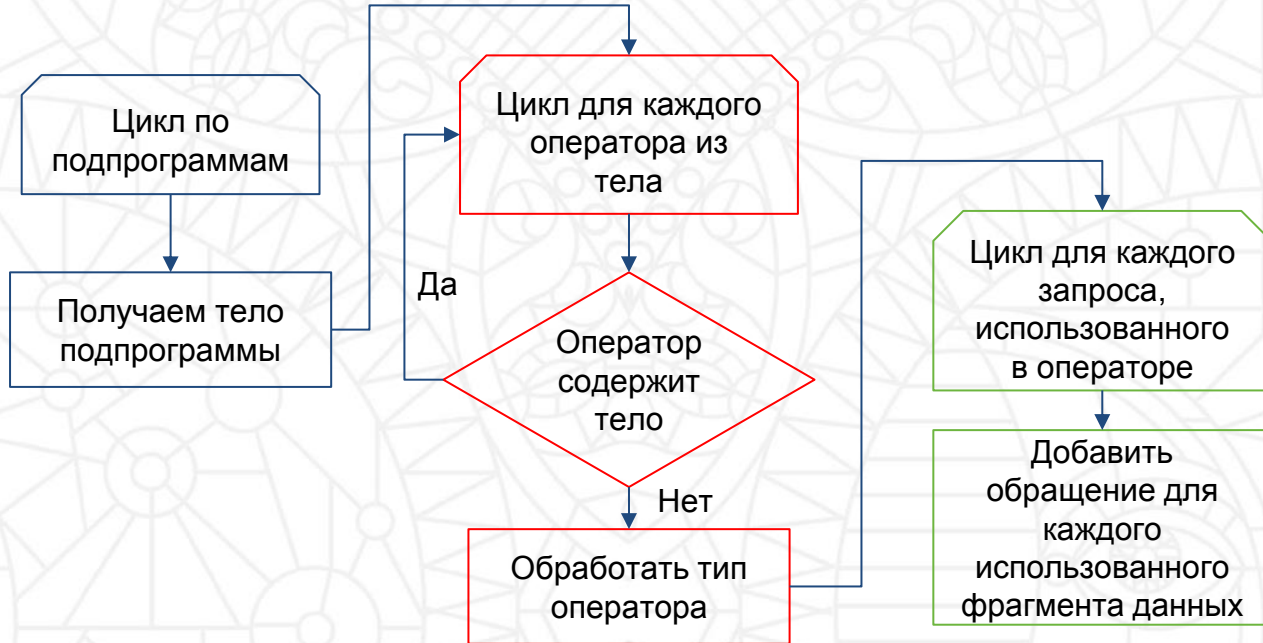 Цикл по
подпрограммам
Получаем тело
подпрограммы
Цикл для каждого
оператора из
тела
Да
Оператор
содержит
тело
Нет
Обработать тип
оператора
Цикл для каждого
запроса,
использованного
в операторе
Добавить
обращение для
каждого
использованного
фрагмента данных